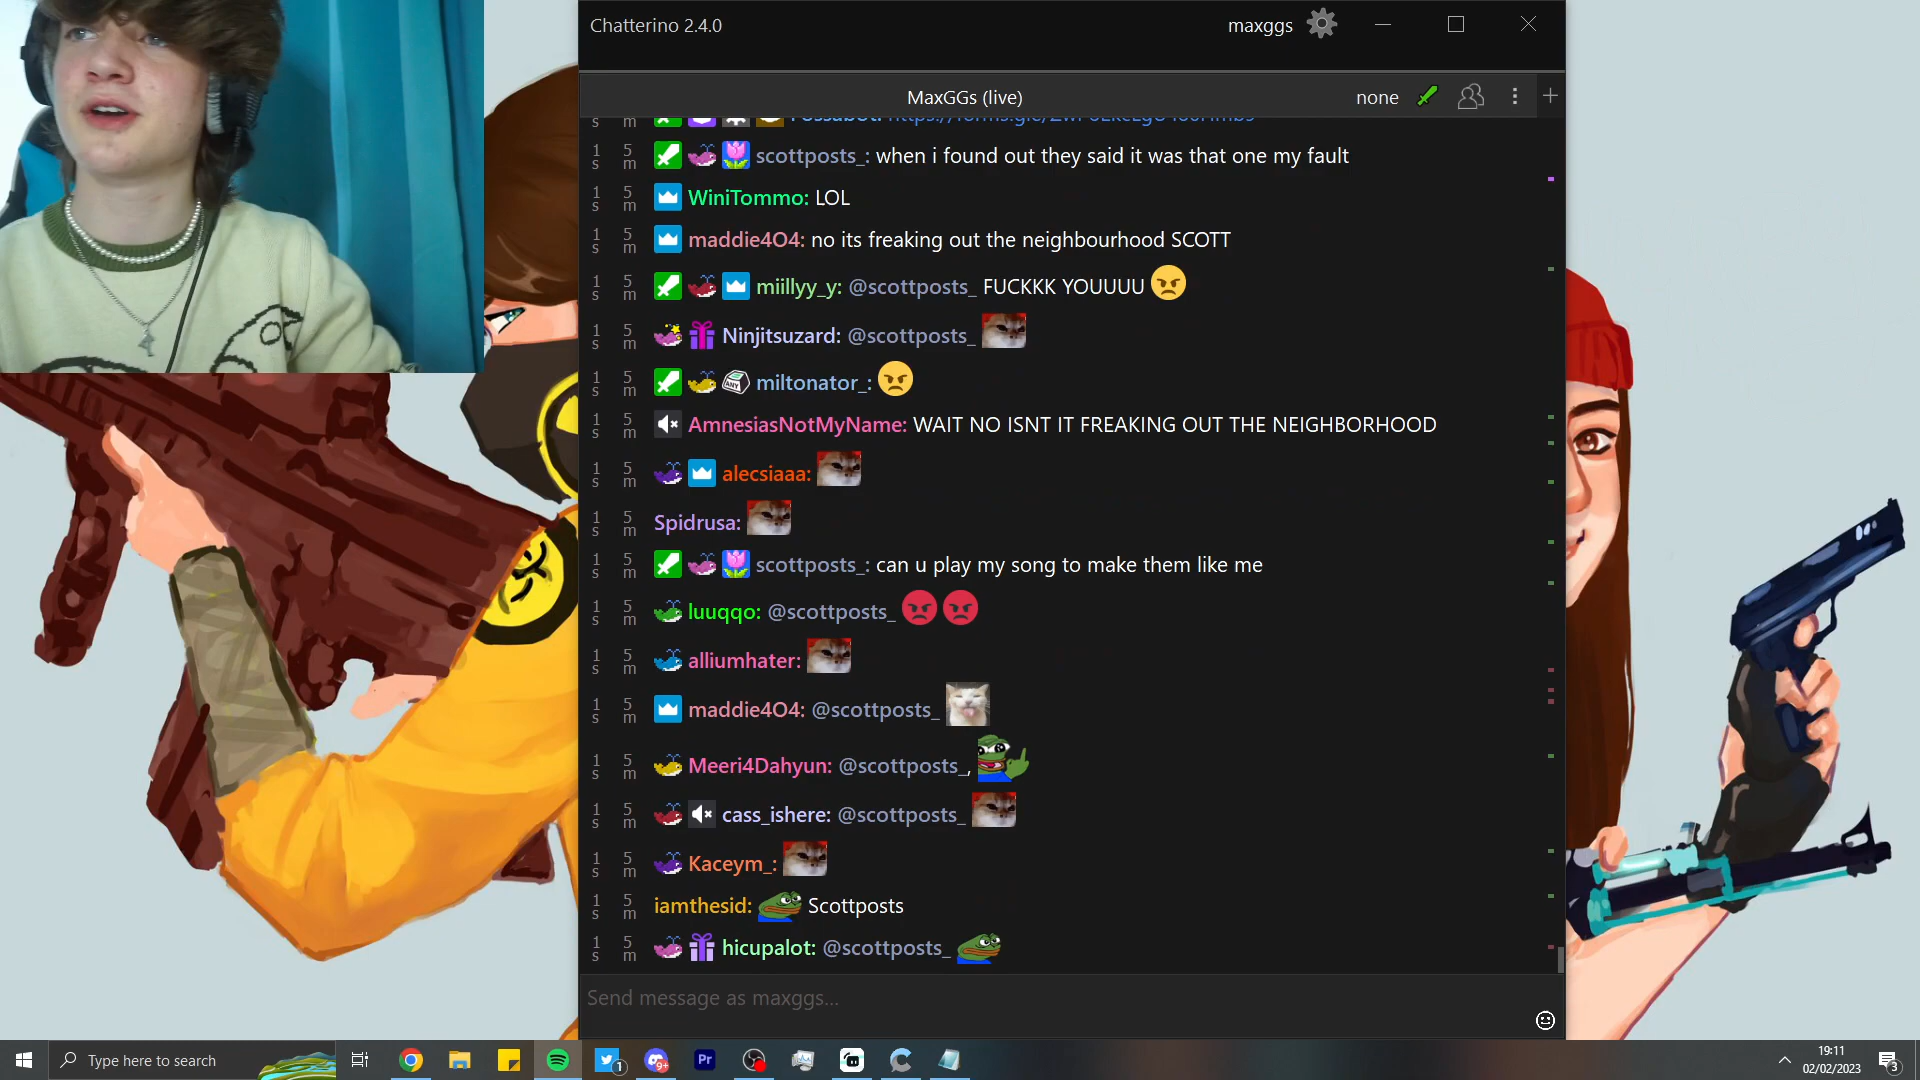 Chatterino 2.4.0
maxggs
MaxGGs (live)
none
scottposts_: when i found out they said it was that one my fault
WiniTommo: LOL
maddie4O4: no its freaking out the neighbourhood SCOTT
miillyy_y: @scottposts_ FUCKKK YOUUUU
Ninjitsuzard: @scottposts_
miltonator_:
AmnesiasNotMyName: WAIT NO ISNT IT FREAKING OUT THE NEIGHBORHOOD
alecsiaaa:
Spidrusa:
scottposts_: can u play my song to make them like me
luuqqo: @scottposts_
alliumhater:
maddie4O4: @scottposts_
Meeri4Dahyun: @scottposts_,
cass_ishere: @scottposts_
Kaceym_:
iamthesid: Scottposts
hicupalot: @scottposts_
Send message as maxggs...
Type here to search
19:11
02/02/2023